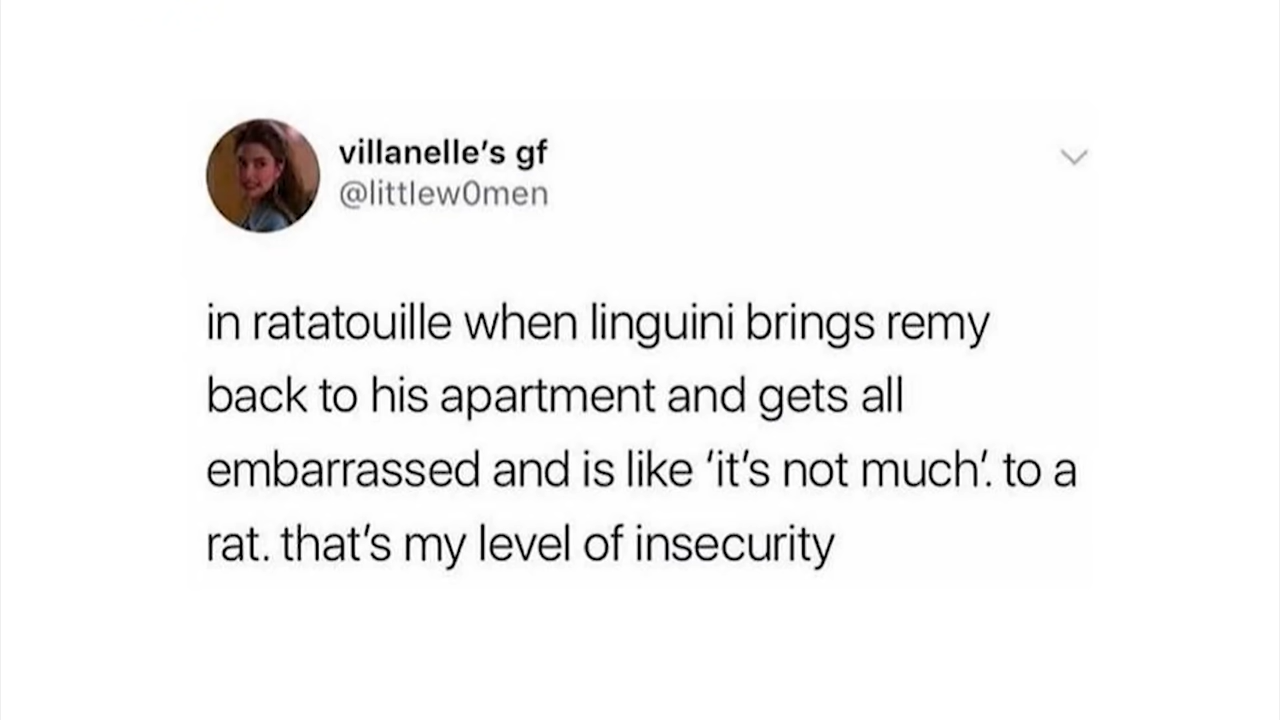 villanelle's gf
@littlew0men
in ratatouille when linguini brings remy
back to his apartment and gets all
embarrassed and is like 'it's not much'. to a
rat. that's my level of insecurity